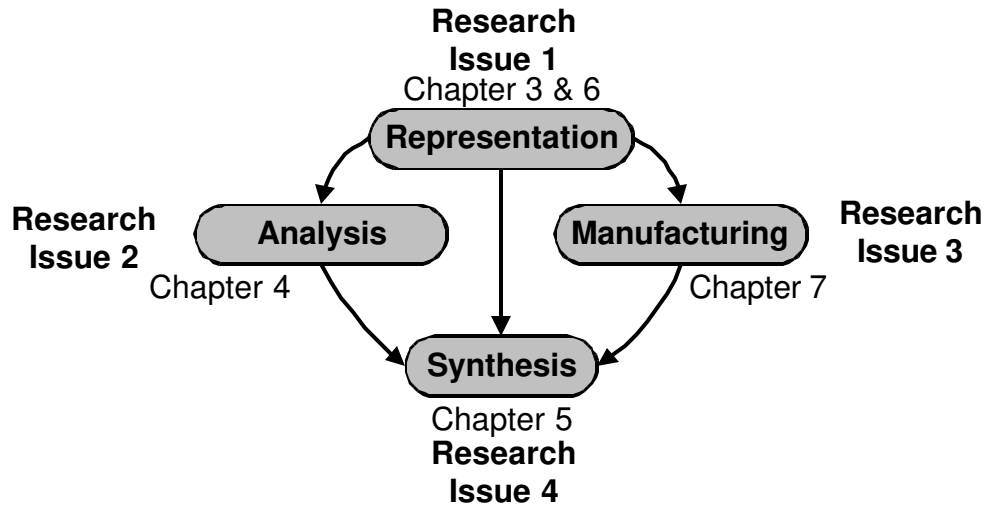 Research
Issue 1
Chapter 3 & 6
Representation
Research
Issue 2
Analysis
Chapter 4
Manufacturing
Research
Issue 3
Chapter 7
Synthesis
Chapter 5
Research
Issue 4